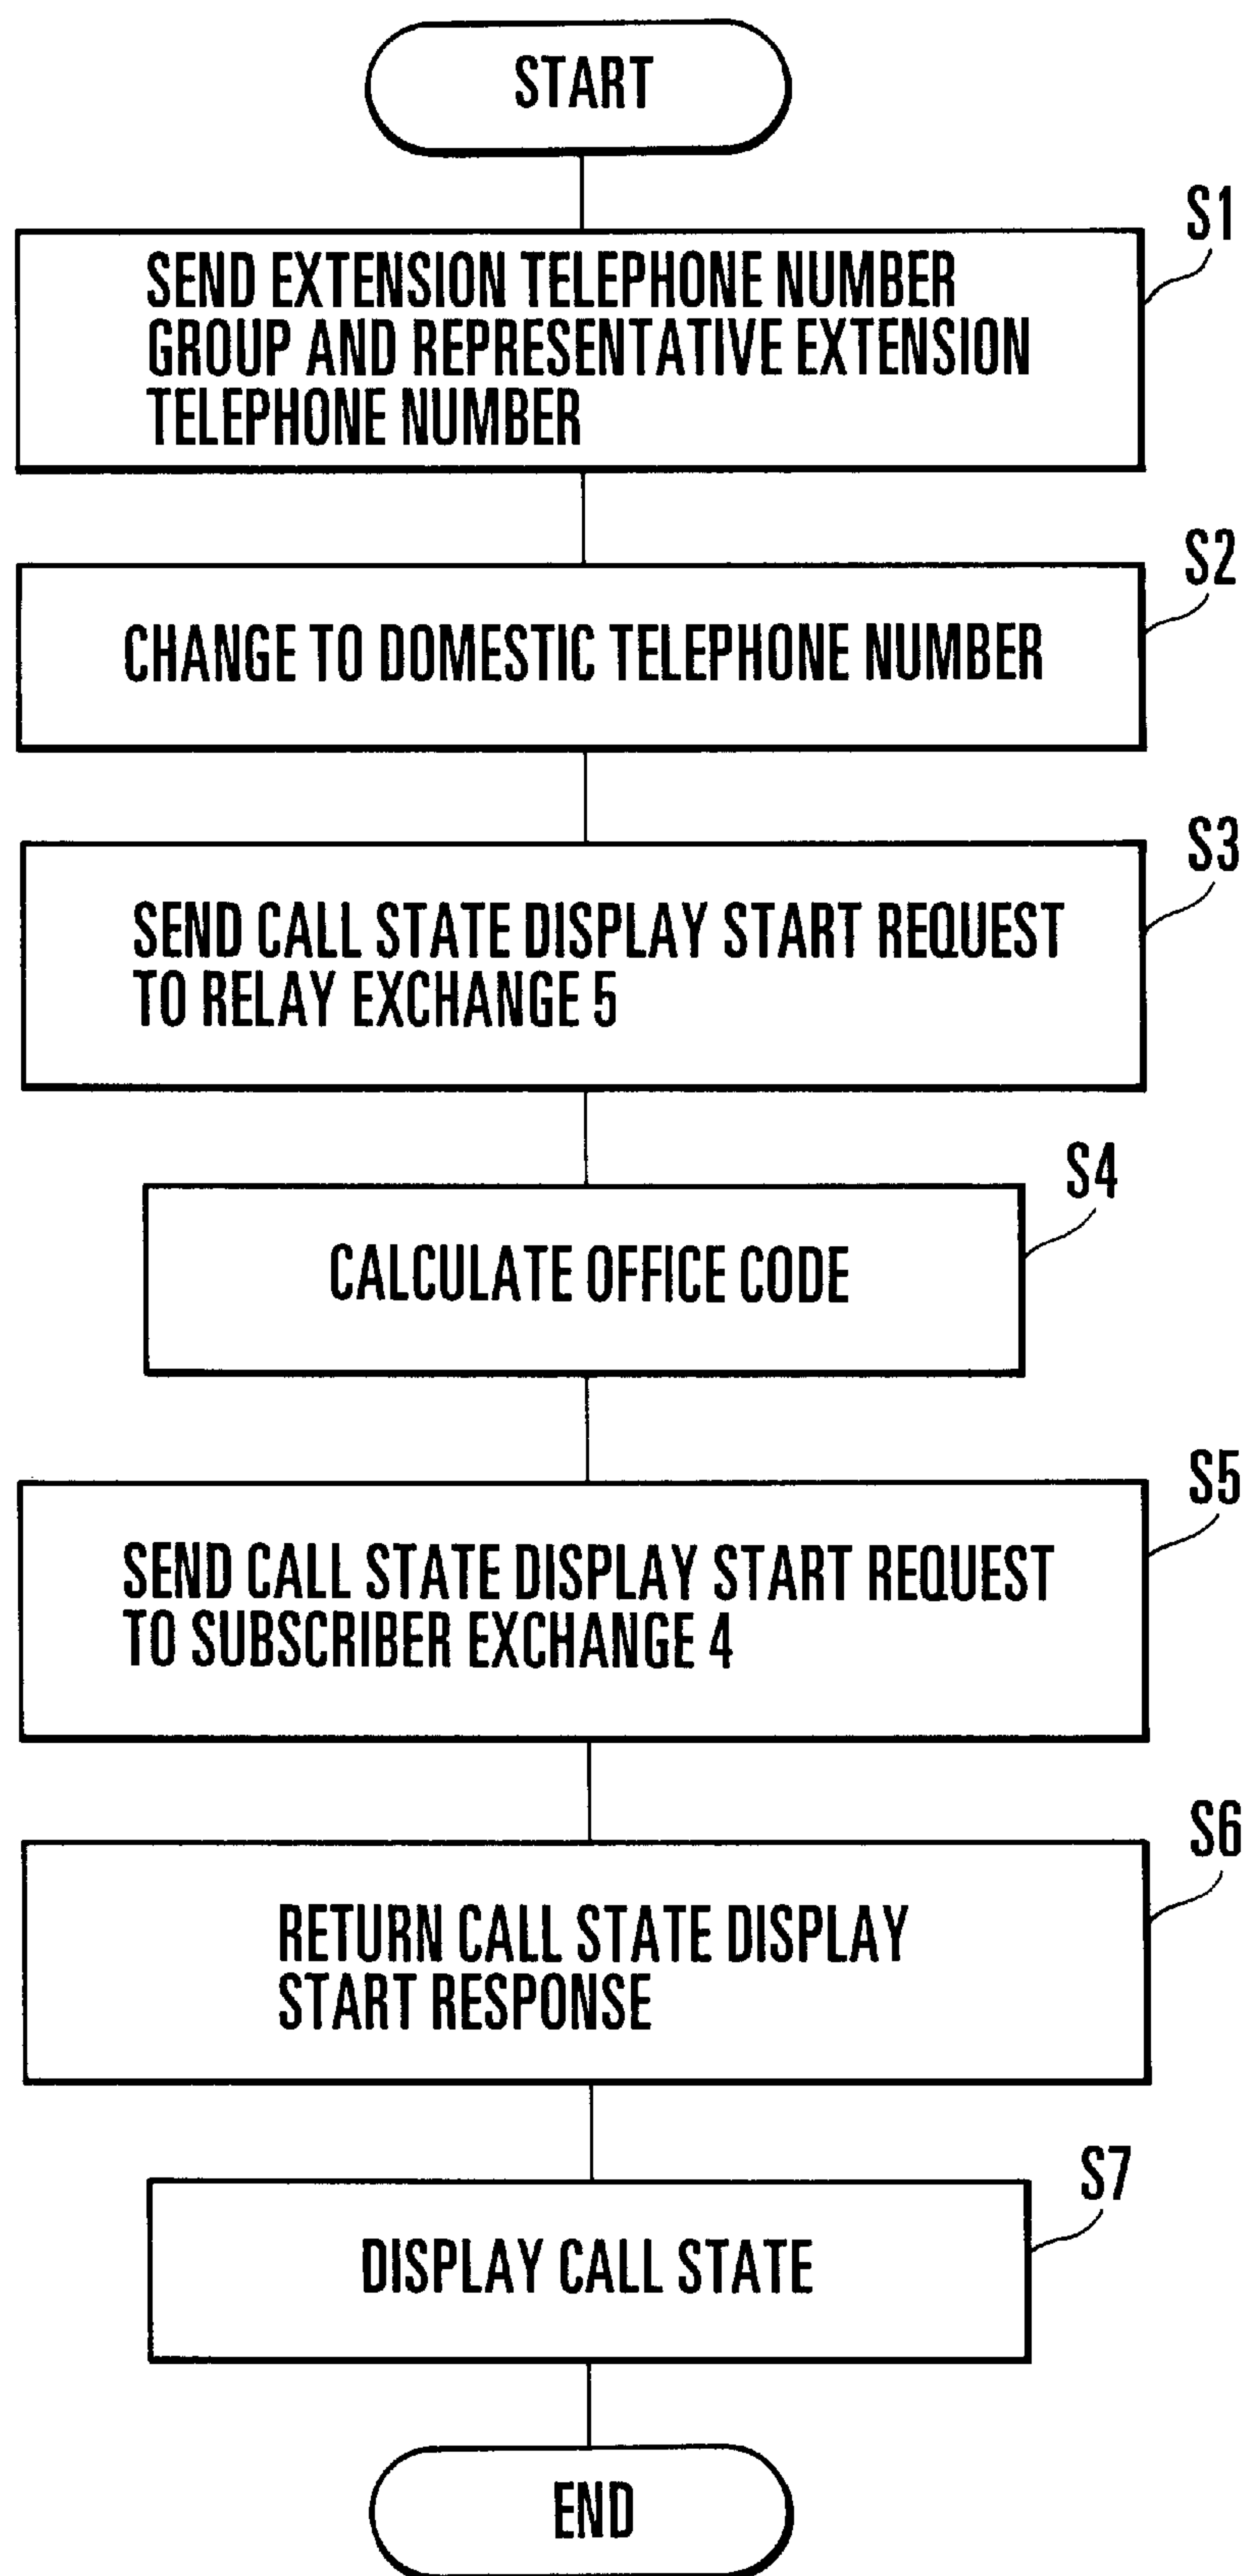 START
S1
SEND EXTENSION TELEPHONE NUMBER
GROUP AND REPRESENTATIVE EXTENSION
TELEPHONE NUMBER
S2
CHANGE TO DOMESTIC TELEPHONE NUMBER
S3
SEND CALL STATE DISPLAY START REQUEST
TO RELAY EXCHANGE 5
S4
CALCULATE OFFICE CODE
S5
SEND CALL STATE DISPLAY START REQUEST
TO SUBSCRIBER EXCHANGE 4
S6
RETURN CALL STATE DISPLAY
START RESPONSE
S7
DISPLAY CALL STATE
END